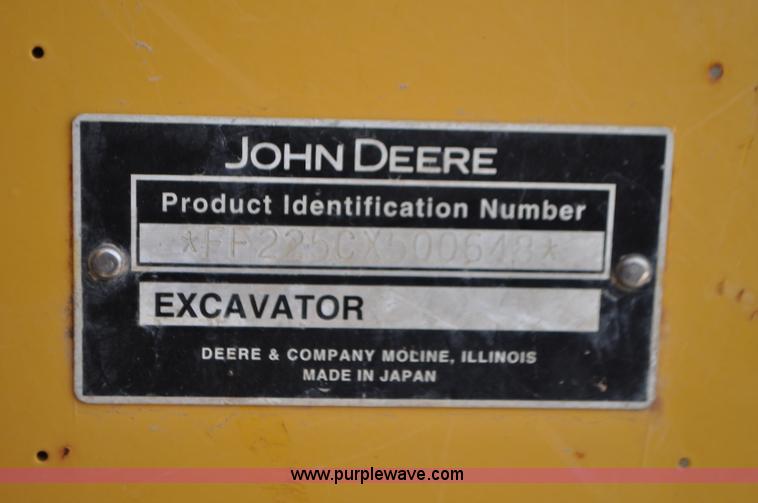 JOHN DEERE
Product Identification Number
*FF225CX500648*
EXCAVATOR
DEERE & COMPANY MOLINE, ILLINOIS
MADE IN JAPAN
www.purplewave.com